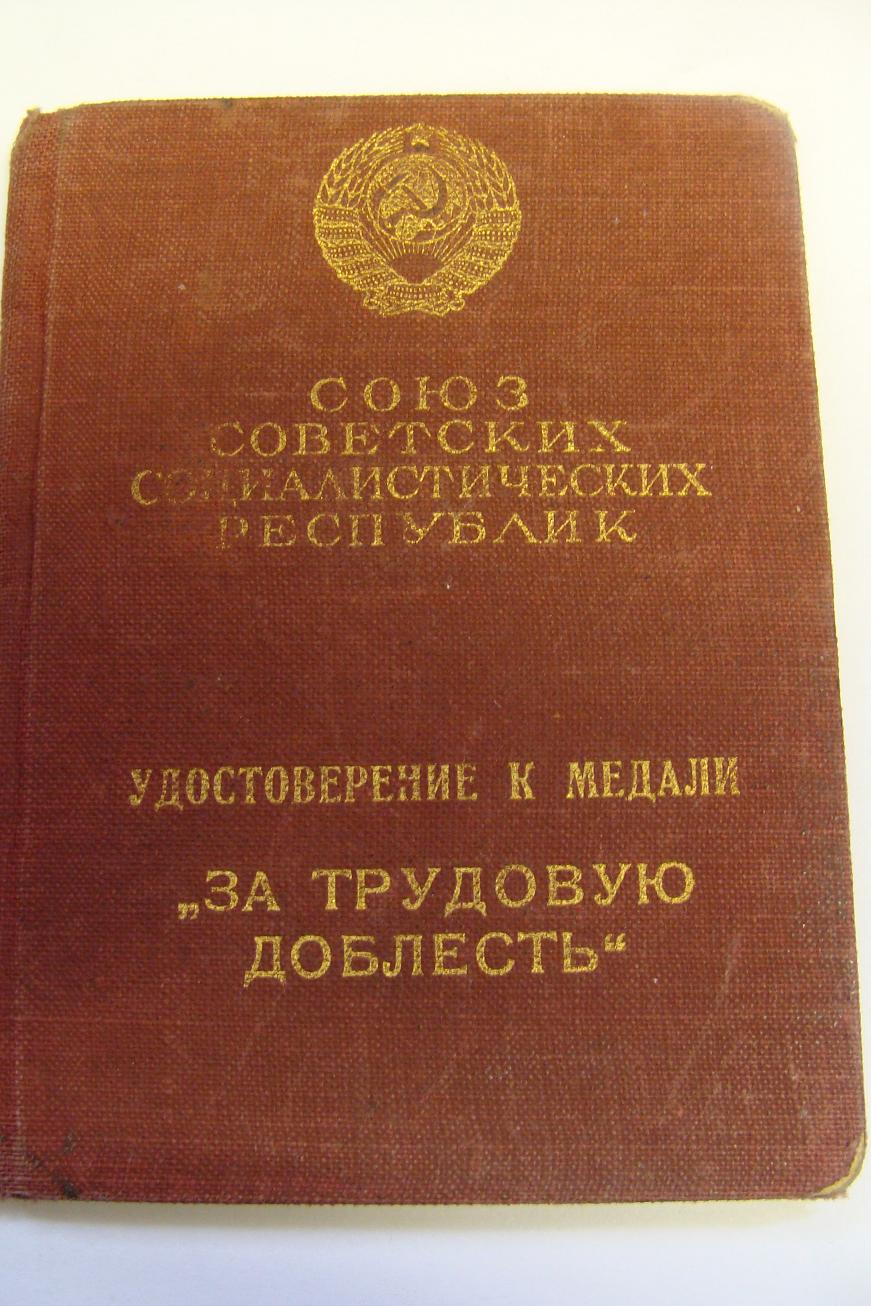 СОЮЗ
СОВЕТСКИХ
СОЦИАЛИСТИЧЕСКИХ
РЕСПУБЛИК
УДОСТОВЕРЕНИЕ К МЕДАЛИ
„ЗА ТРУДОВУЮ
ДОБЛЕСТЬ“